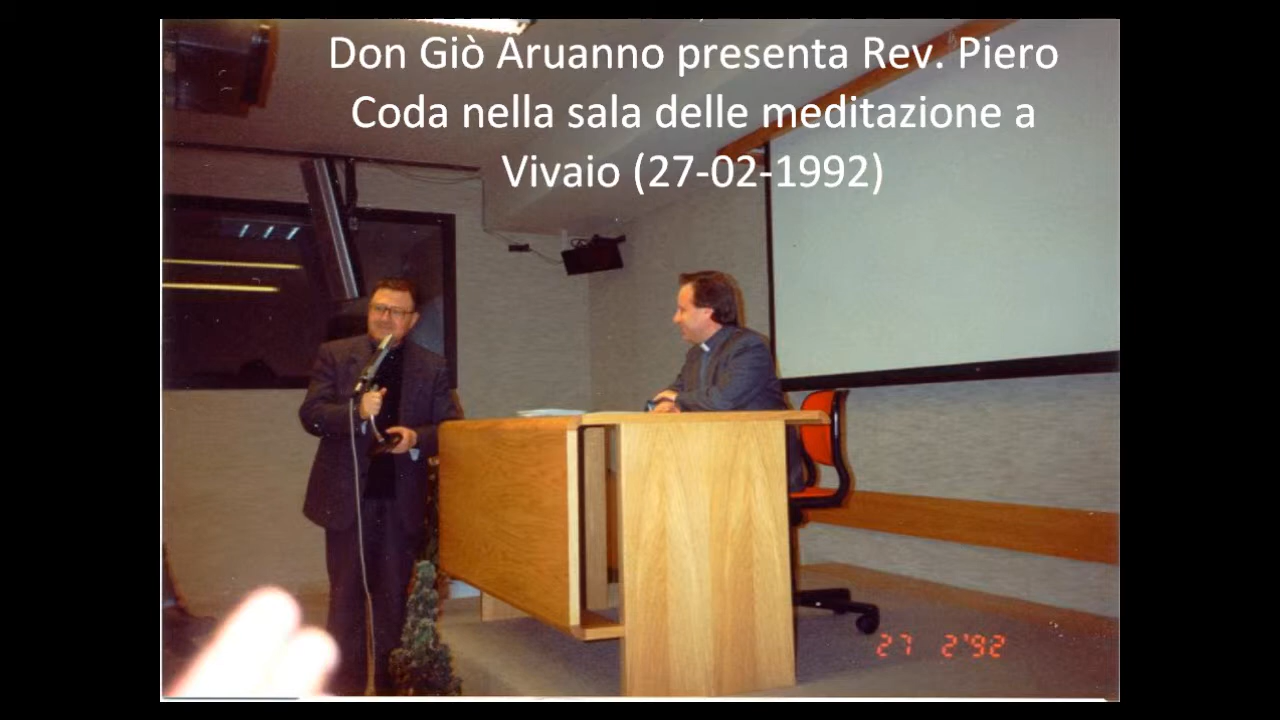 Don Giò Aruanno presenta Rev. Piero
Coda nella sala delle meditazione a
Vivaio (27-02-1992)
27 2'92